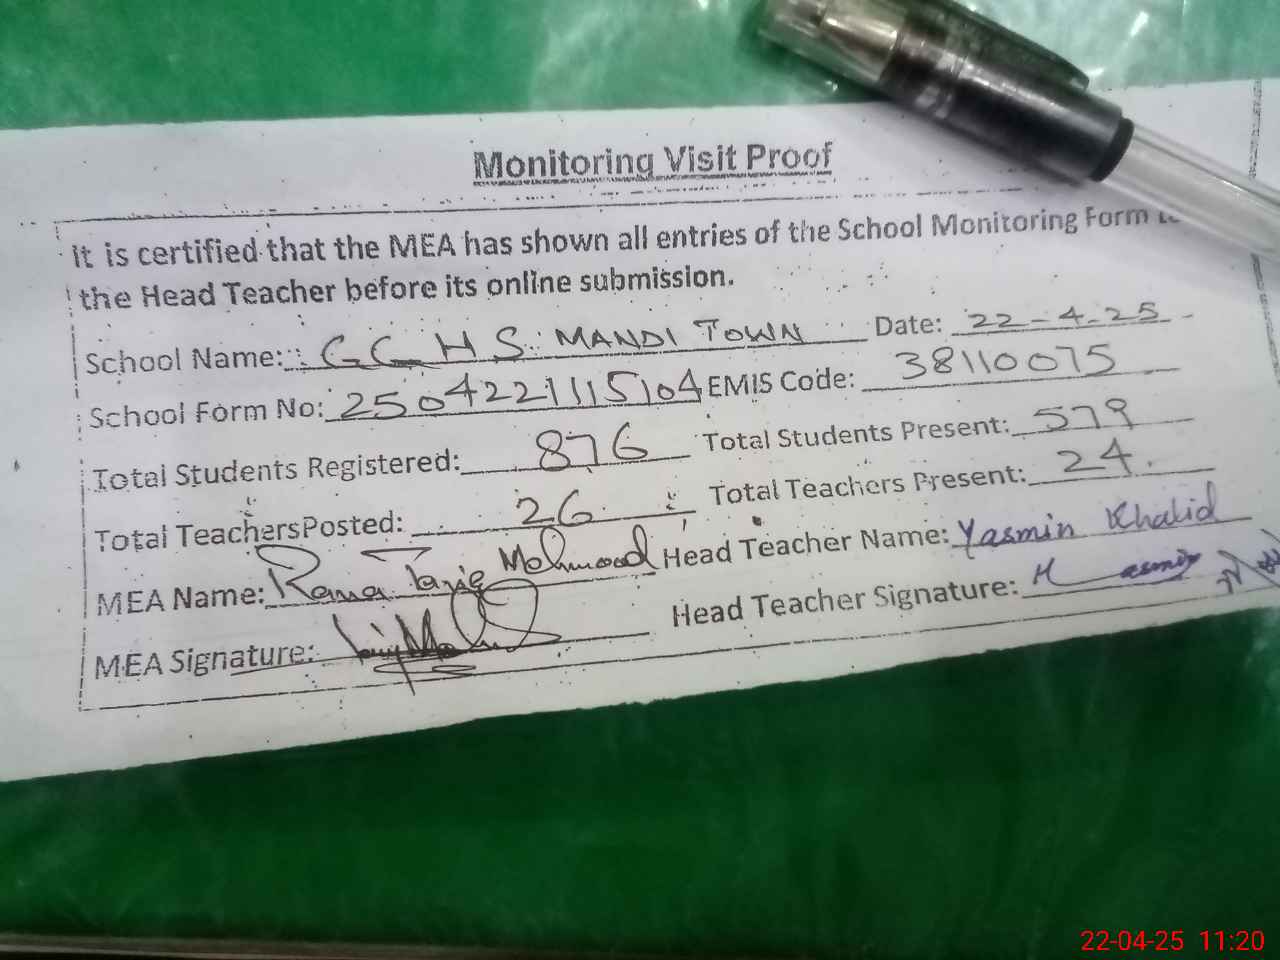 Monitoring Visit Proof
It is certified that the MEA has shown all entries of the School Monitoring Form to
the Head Teacher before its online submission.
School Name: GGHS MANDI TOWN Date: 22-4-25
School Form No: 2504221115104 EMIS Code: 38110075
Total Students Registered: 876 Total Students Present: 579
Total TeachersPosted: 26 Total Teachers Present: 24
MEA Name: Rana Tariq Mehmood Head Teacher Name: Yasmin Khalid
MEA Signature: Head Teacher Signature:
22-04-25 11:20